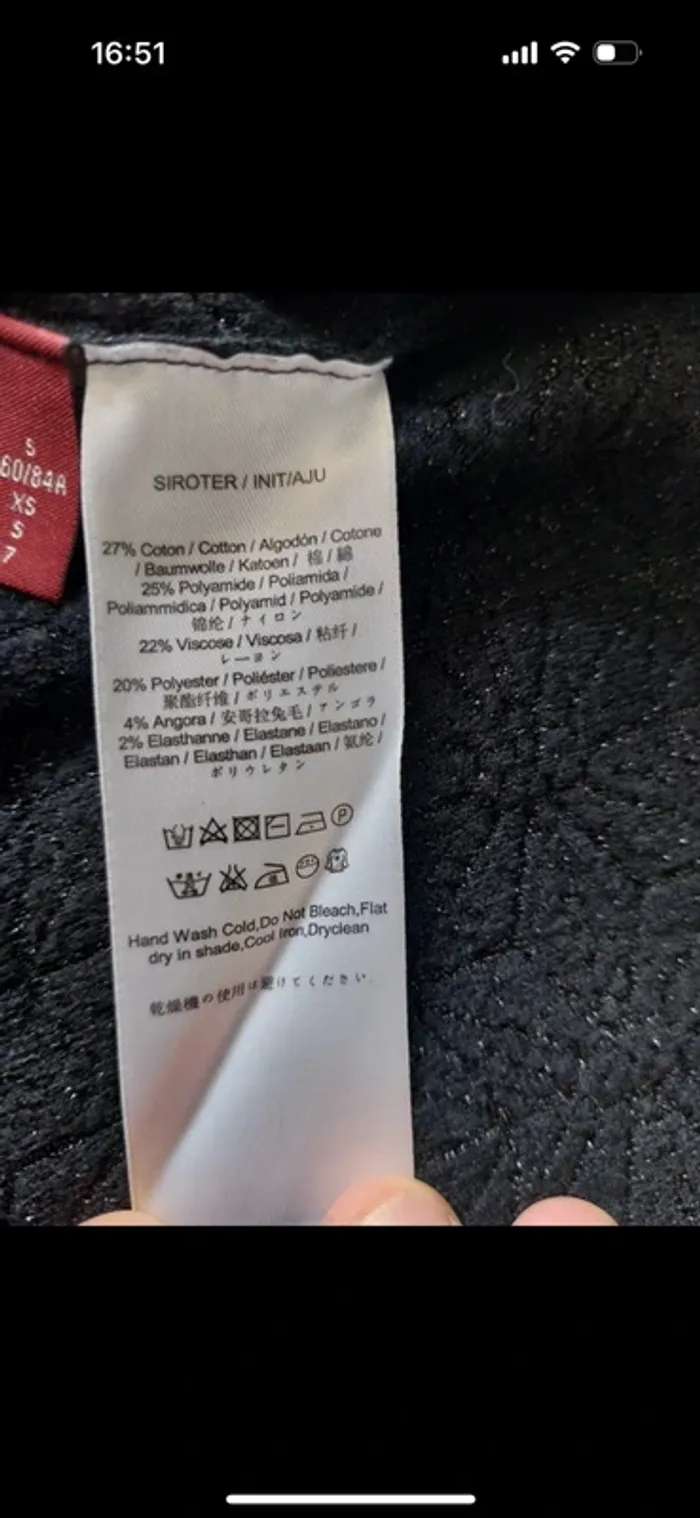 16:51
S
60/84A
XS
S
7
SIROTER / INIT/AJU
27% Coton / Cotton / Algodón / Cotone
/ Baumwolle / Katoen / 棉 / 綿
25% Polyamide / Poliamida /
Poliammidica / Polyamid / Polyamide /
锦纶 / ナイロン
22% Viscose / Viscosa / 粘纤 /
レーヨン
20% Polyester / Poliéster / Poliestere /
聚酯纤维 / ポリエステル
4% Angora / 安哥拉兔毛 / アンゴラ
2% Elasthanne / Elastane / Elastano /
Elastan / Elasthan / Elastaan / 氨纶 /
ポリウレタン
P
Hand Wash Cold,Do Not Bleach,Flat
dry in shade,Cool Iron,Dryclean
乾燥機の使用は避けてください.